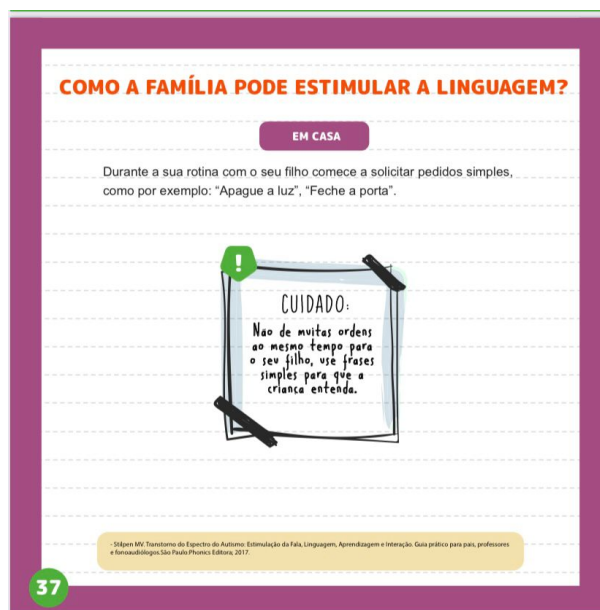 COMO A FAMÍLIA PODE ESTIMULAR A LINGUAGEM?
EM CASA
Durante a sua rotina com o seu filho comece a solicitar pedidos simples,
como por exemplo: “Apague a luz”, “Feche a porta”.
!
CUIDADO:
Nao de muitas ordens
ao mesmo tempo para
o seu filho, use frases
simples para que a
criança entenda.
- Stilpen MV. Transtorno do Espectro do Autismo: Estimulação da Fala, Linguagem, Aprendizagem e Interação. Guia prático para pais, professores
e fonoaudiólogos.São Paulo:Phonics Editora; 2017.
37